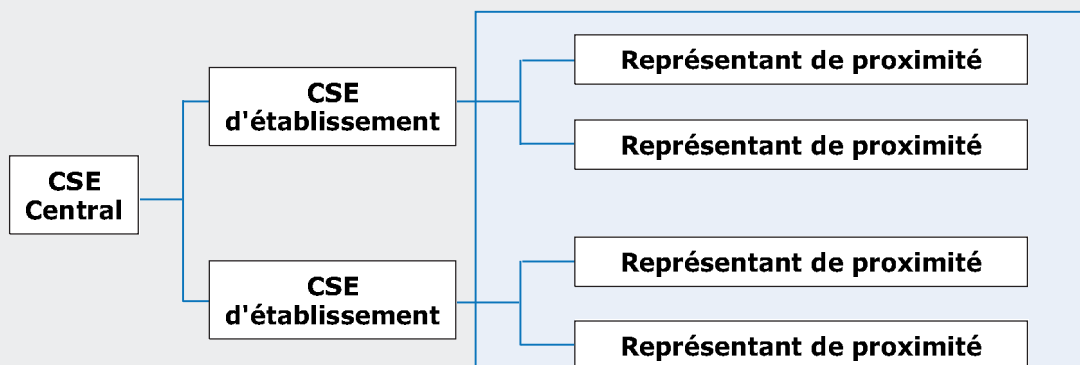 Représentant de proximité
CSE
d'établissement
Représentant de proximité
CSE
Central
Représentant de proximité
CSE
d'établissement
Représentant de proximité